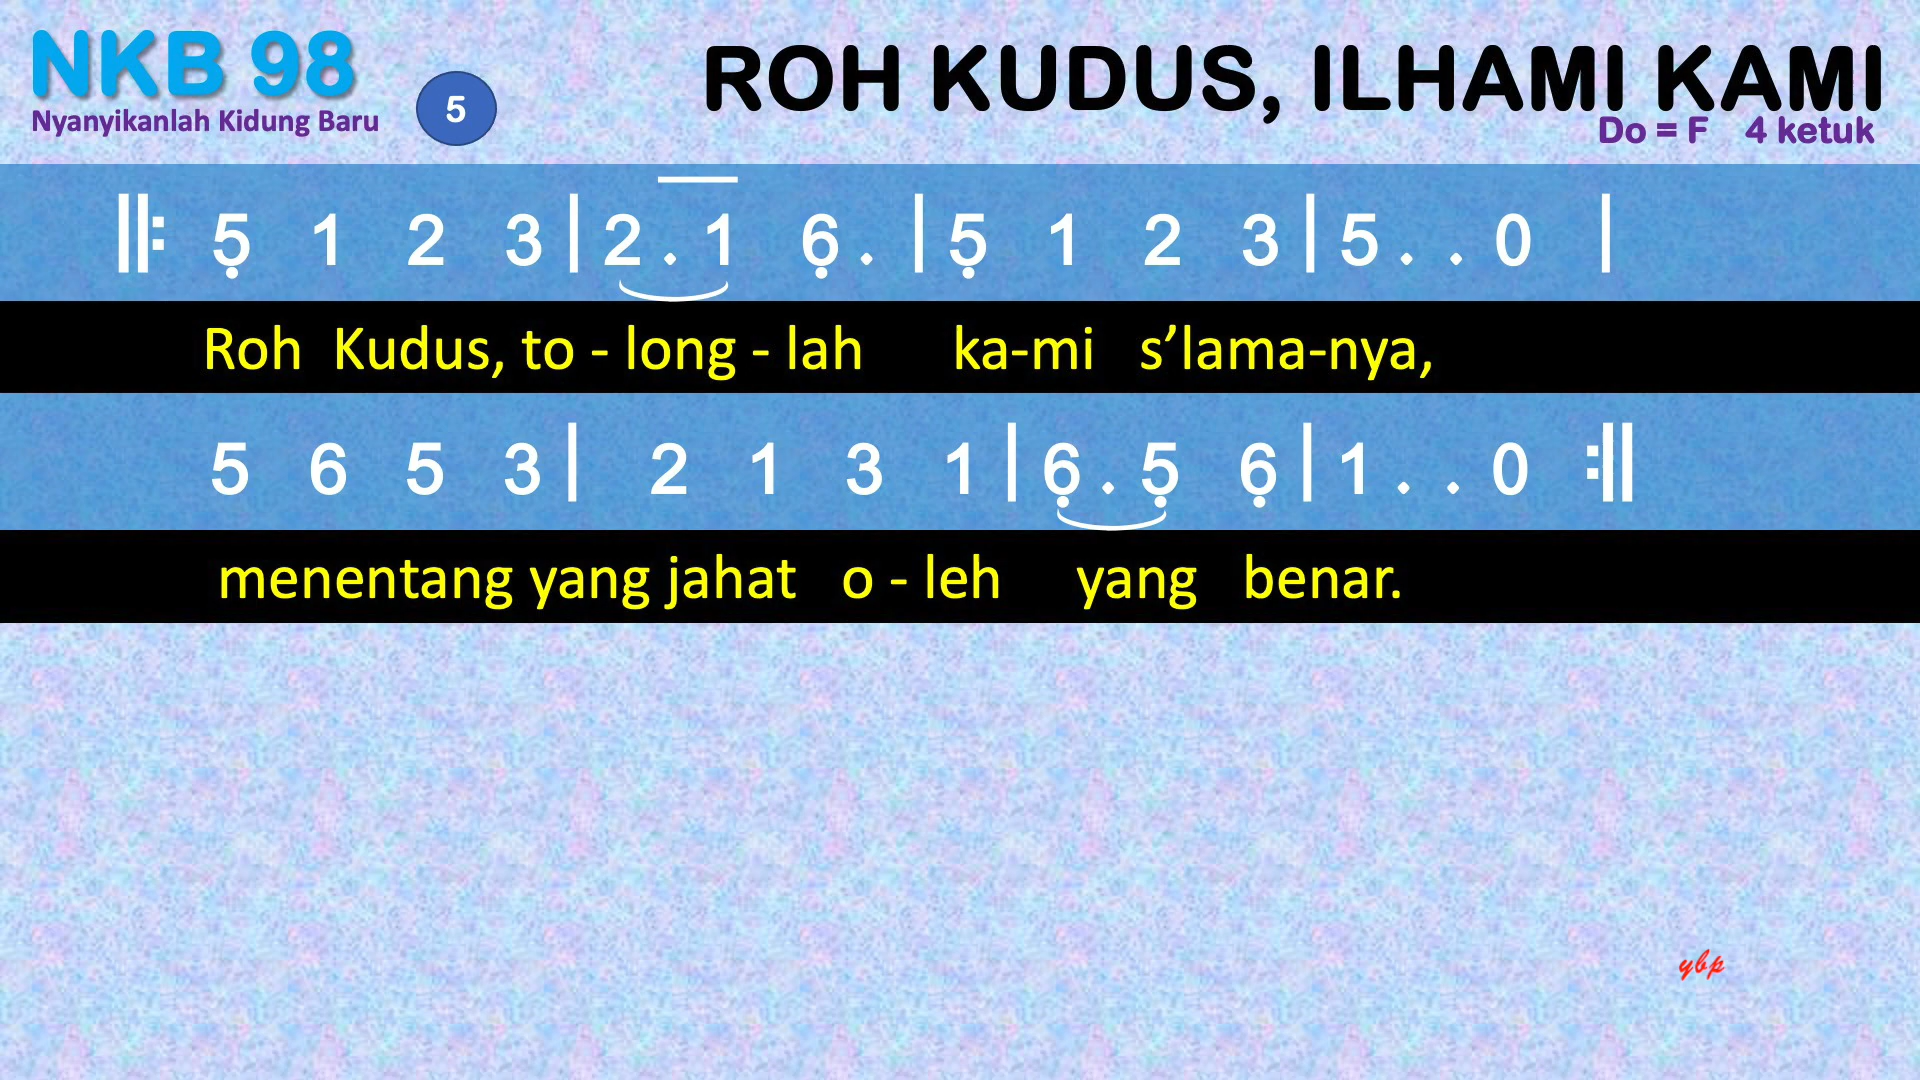 NKB 98
Nyanyikanlah Kidung Baru
5
ROH KUDUS, ILHAMI KAMI
Do = F 4 ketuk
||: 5̣ 1 2 3 | 2 . 1 6̣ . | 5̣ 1 2 3 | 5 . . 0 |
Roh Kudus, to - long - lah ka-mi s’lama-nya,
5 6 5 3 | 2 1 3 1 | 6̣ . 5̣ 6̣ | 1 . . 0 :||
menentang yang jahat o - leh yang benar.
ybp